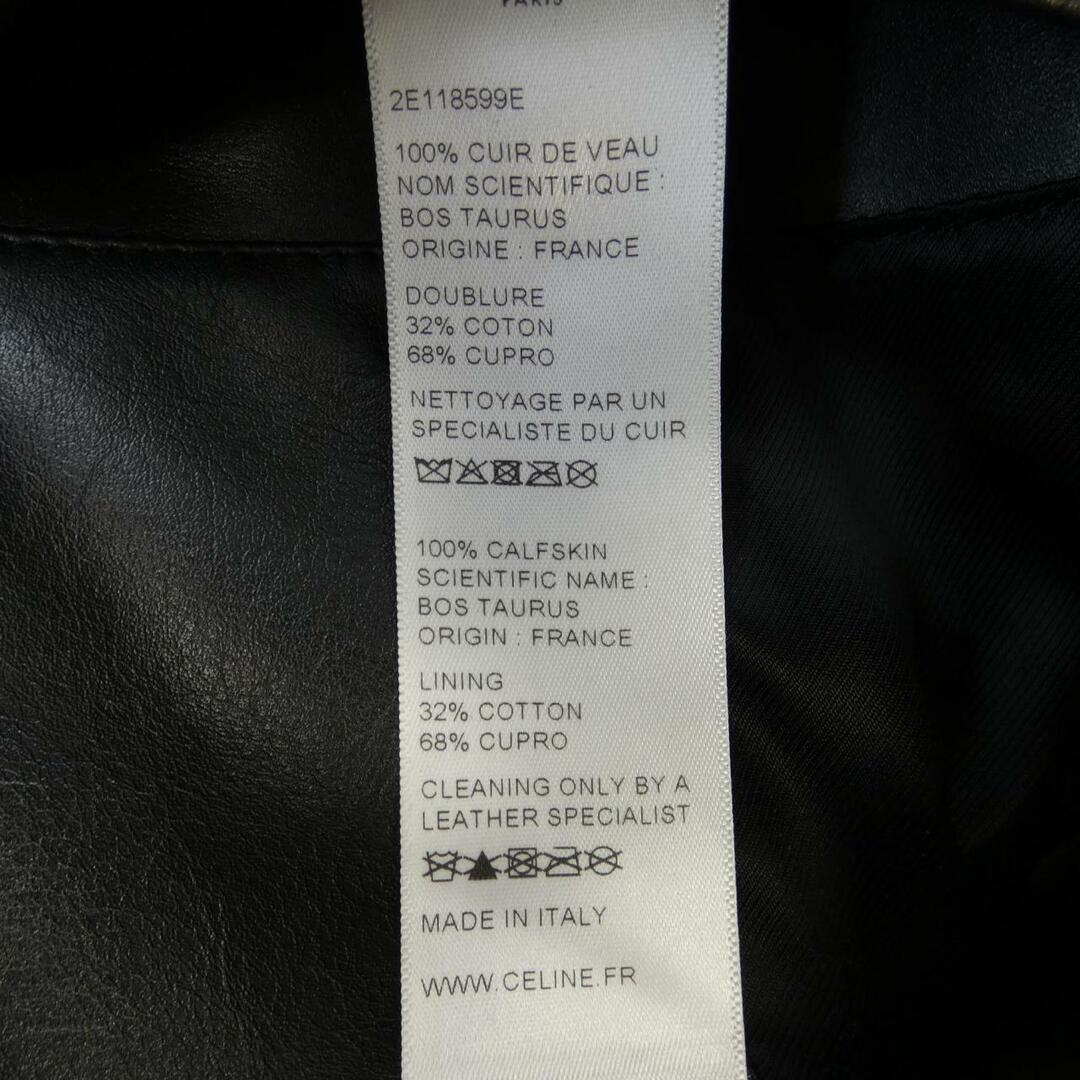 PARIS
2E118599E
100% CUIR DE VEAU
NOM SCIENTIFIQUE :
BOS TAURUS
ORIGINE : FRANCE
DOUBLURE
32% COTON
68% CUPRO
NETTOYAGE PAR UN
SPECIALISTE DU CUIR
100% CALFSKIN
SCIENTIFIC NAME :
BOS TAURUS
ORIGIN : FRANCE
LINING
32% COTTON
68% CUPRO
CLEANING ONLY BY A
LEATHER SPECIALIST
MADE IN ITALY
WWW.CELINE.FR